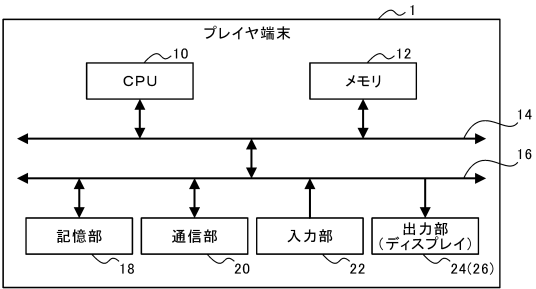 1
プレイヤ端末
10
12
CPU
メモリ
14
16
記憶部
通信部
入力部
出力部
(ディスプレイ)
18
20
22
24(26)